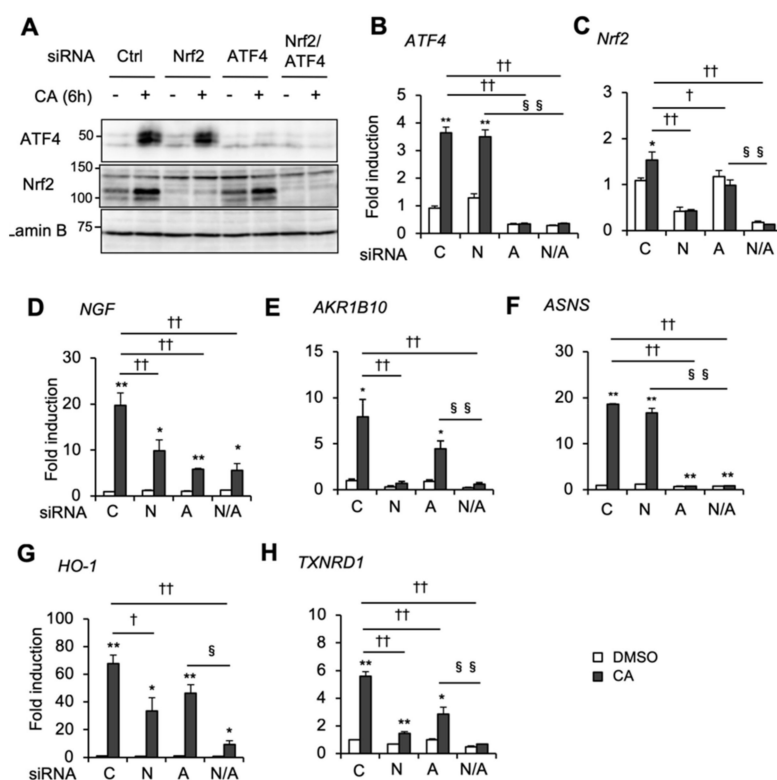 A
siRNA Ctrl Nrf2 ATF4 Nrf2/ATF4
CA (6h) - + - + - + - +
ATF4 50
Nrf2 150 100
.amin B 75
B ATF4
†† 
††
§ §
** **
Fold induction
5
4
3
2
1
0
siRNA C N A N/A
C Nrf2
††
†
††
§ §
*
3
2
1
0
C N A N/A
D NGF
††
††
††
** * ** *
Fold induction
30
20
10
0
siRNA C N A N/A
E AKR1B10
††
††
§ §
* *
15
10
5
0
C N A N/A
F ASNS
††
††
§ §
** ** ** **
30
20
10
0
C N A N/A
G HO-1
††
†
§
** * ** *
Fold induction
100
80
60
40
20
0
siRNA C N A N/A
H TXNRD1
††
††
††
§ §
** ** *
8
6
4
2
0
C N A N/A
DMSO
CA